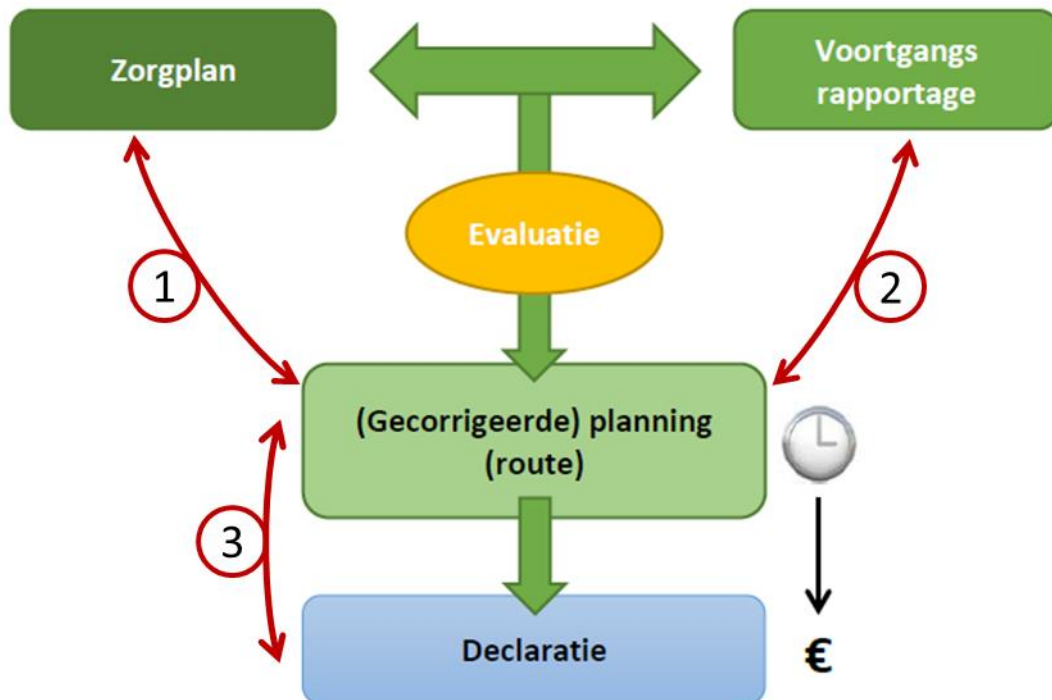 Zorgplan
Voortgangs
rapportage
Evaluatie
1
2
(Gecorrigeerde) planning
(route)
3
Declaratie
€